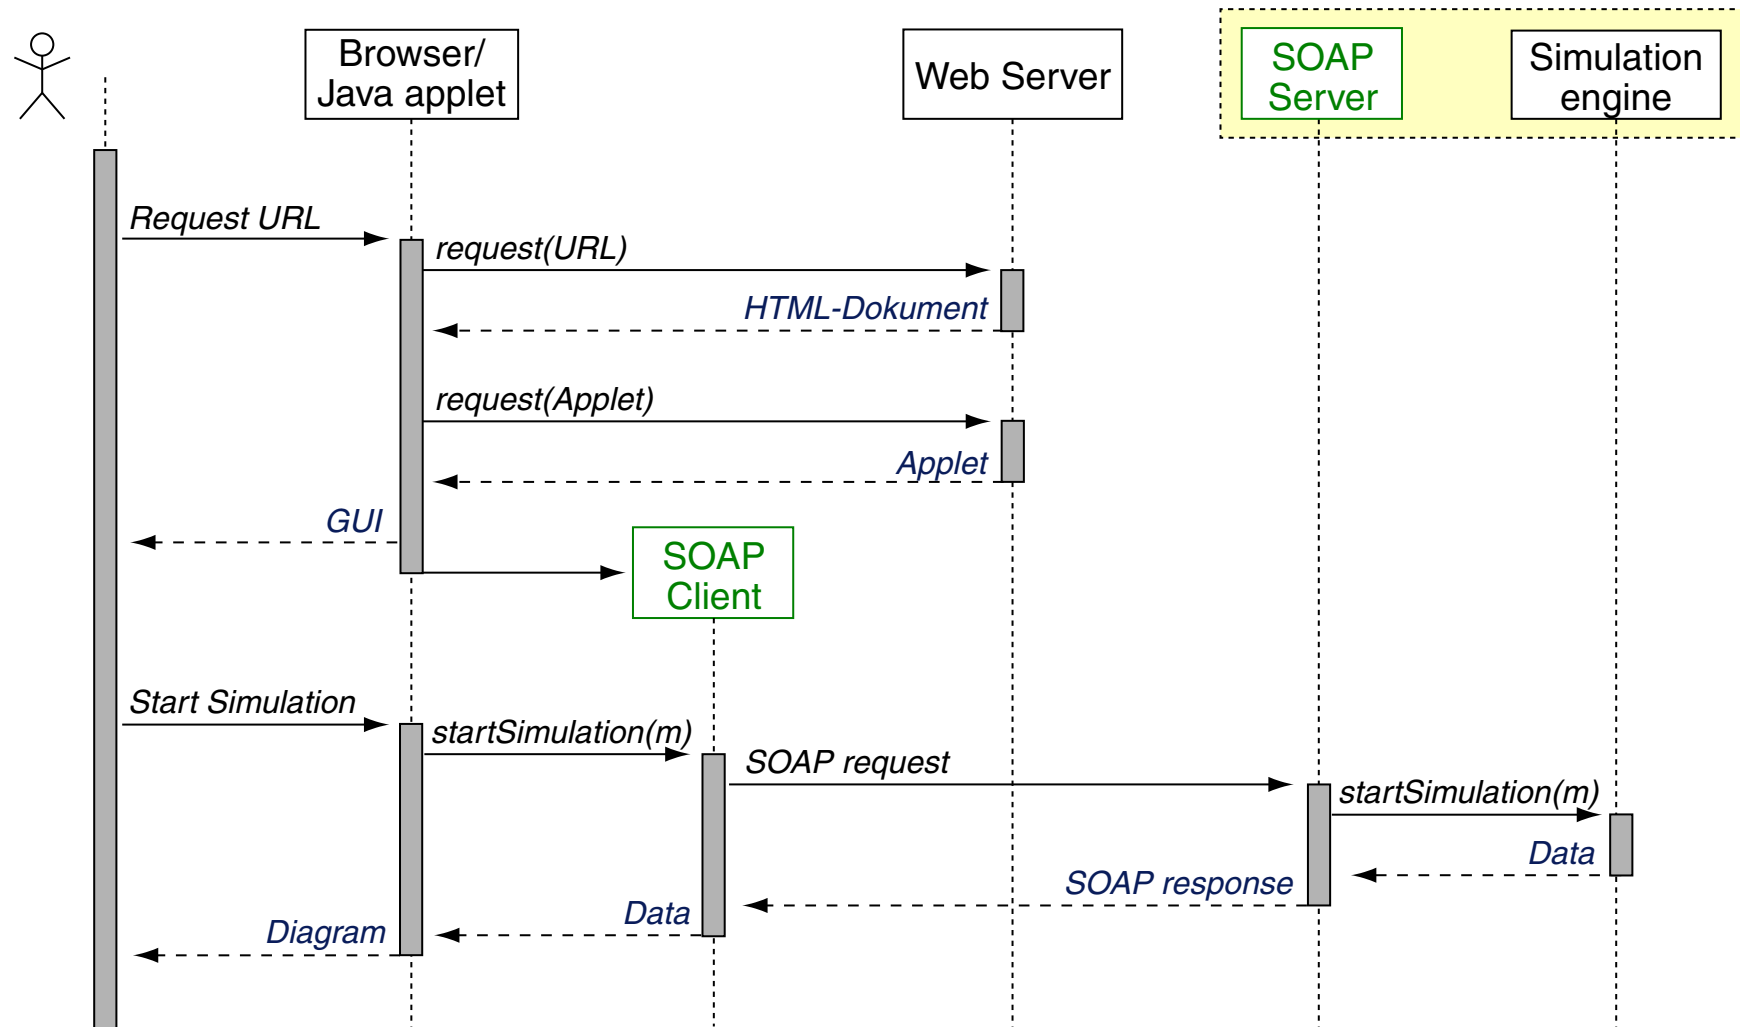 Browser/
Java applet
Web Server
SOAP
Server
Simulation
engine
Request URL
request(URL)
HTML-Dokument
request(Applet)
Applet
GUI
SOAP
Client
Start Simulation
startSimulation(m)
SOAP request
startSimulation(m)
Data
SOAP response
Data
Diagram